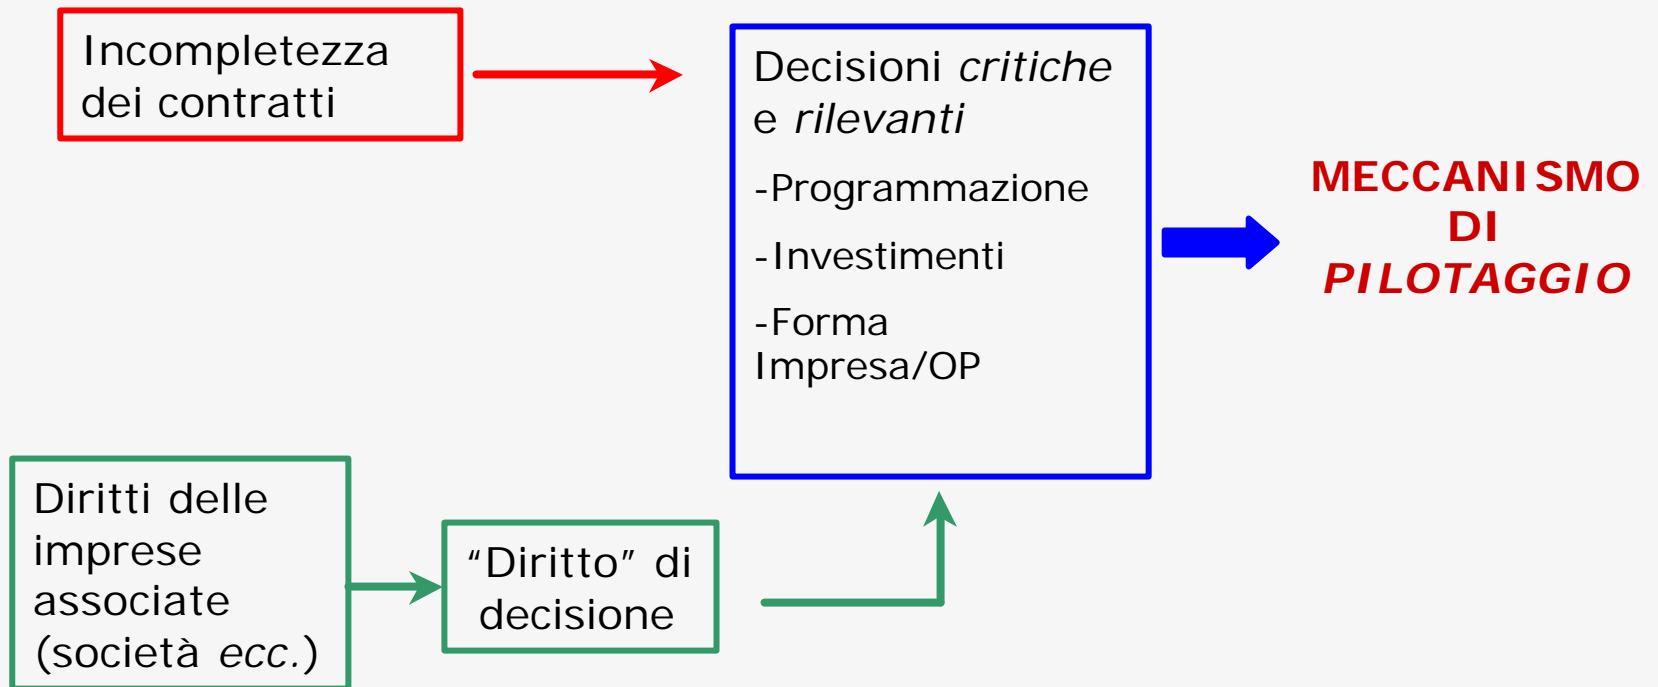 Incompletezza
dei contratti
Decisioni critiche
e rilevanti
-Programmazione
-Investimenti
-Forma
Impresa/OP
MECCANISMO
DI
PILOTAGGIO
Diritti delle
imprese
associate
(società ecc.)
“Diritto” di
decisione